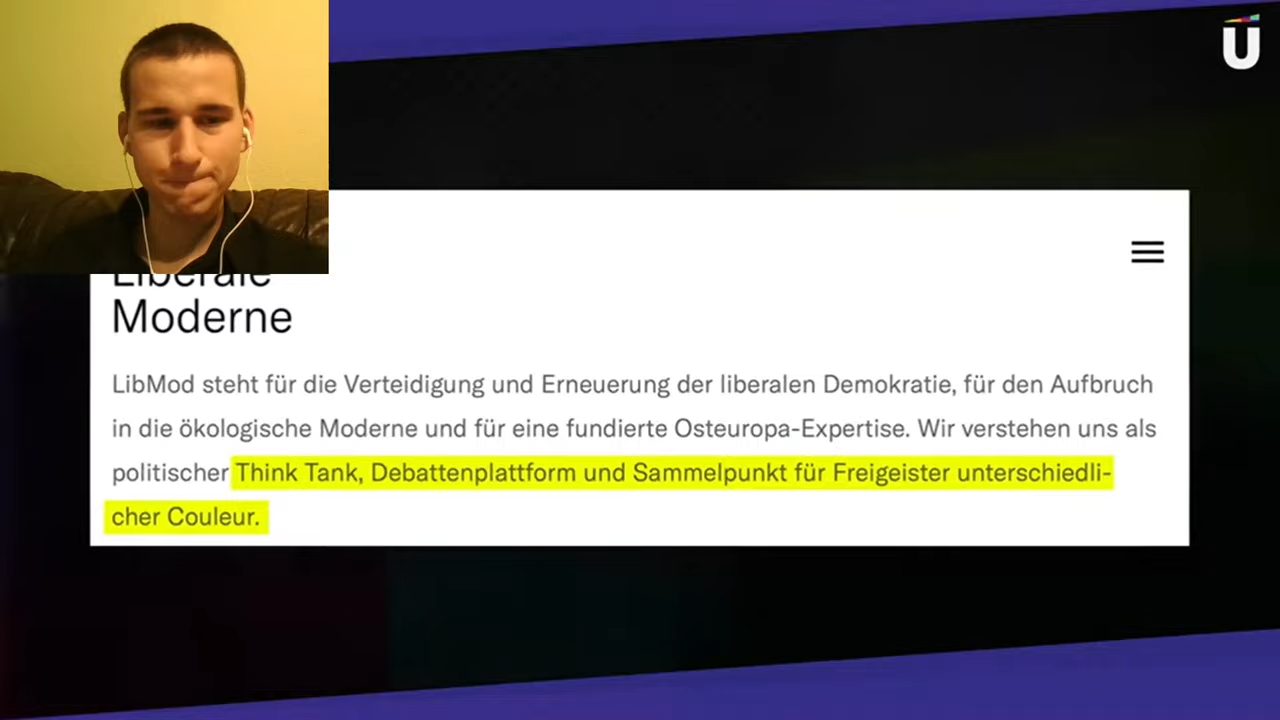 Ü
Liberale
Moderne
LibMod steht für die Verteidigung und Erneuerung der liberalen Demokratie, für den Aufbruch
in die ökologische Moderne und für eine fundierte Osteuropa-Expertise. Wir verstehen uns als
politischer Think Tank, Debattenplattform und Sammelpunkt für Freigeister unterschiedli-
cher Couleur.